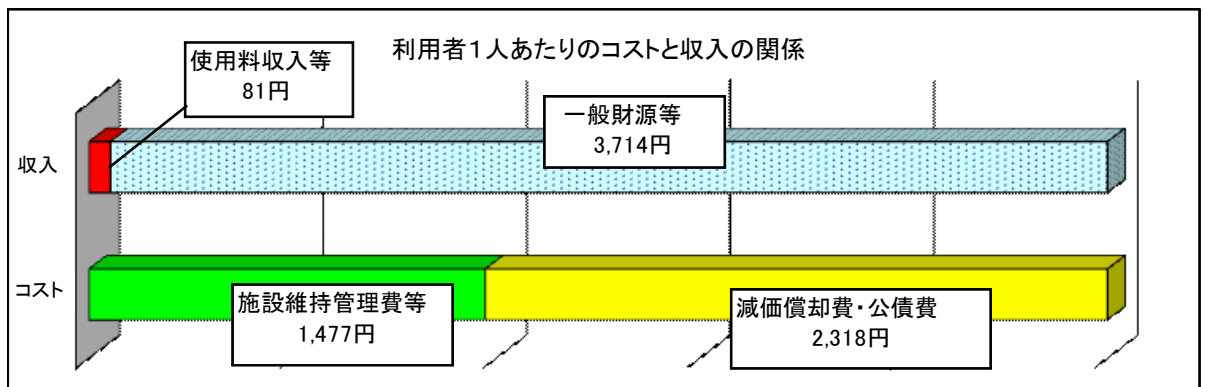 利用者１人あたりのコストと収入の関係
使用料収入等
81円
一般財源等
3,714円
収入
コスト
施設維持管理費等
1,477円
減価償却費・公債費
2,318円